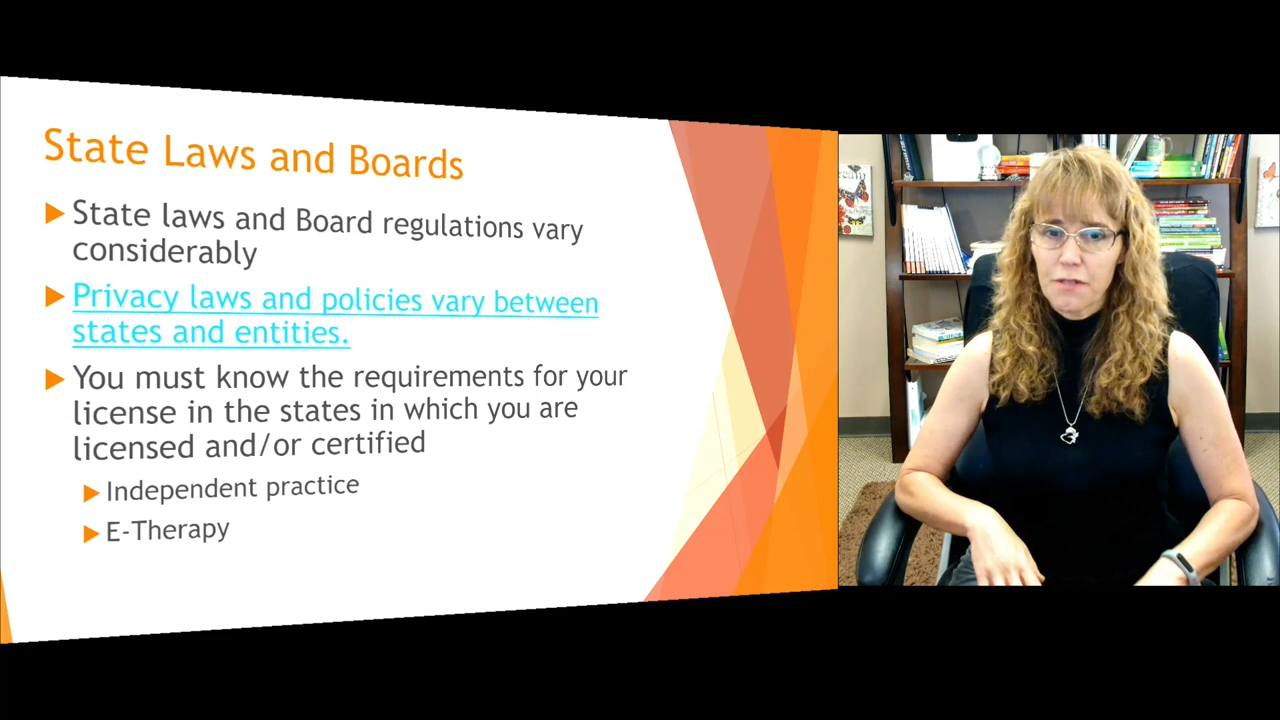 State Laws and Boards
State laws and Board regulations vary
considerably
Privacy laws and policies vary between
states and entities.
You must know the requirements for your
license in the states in which you are
licensed and/or certified
Independent practice
E-Therapy